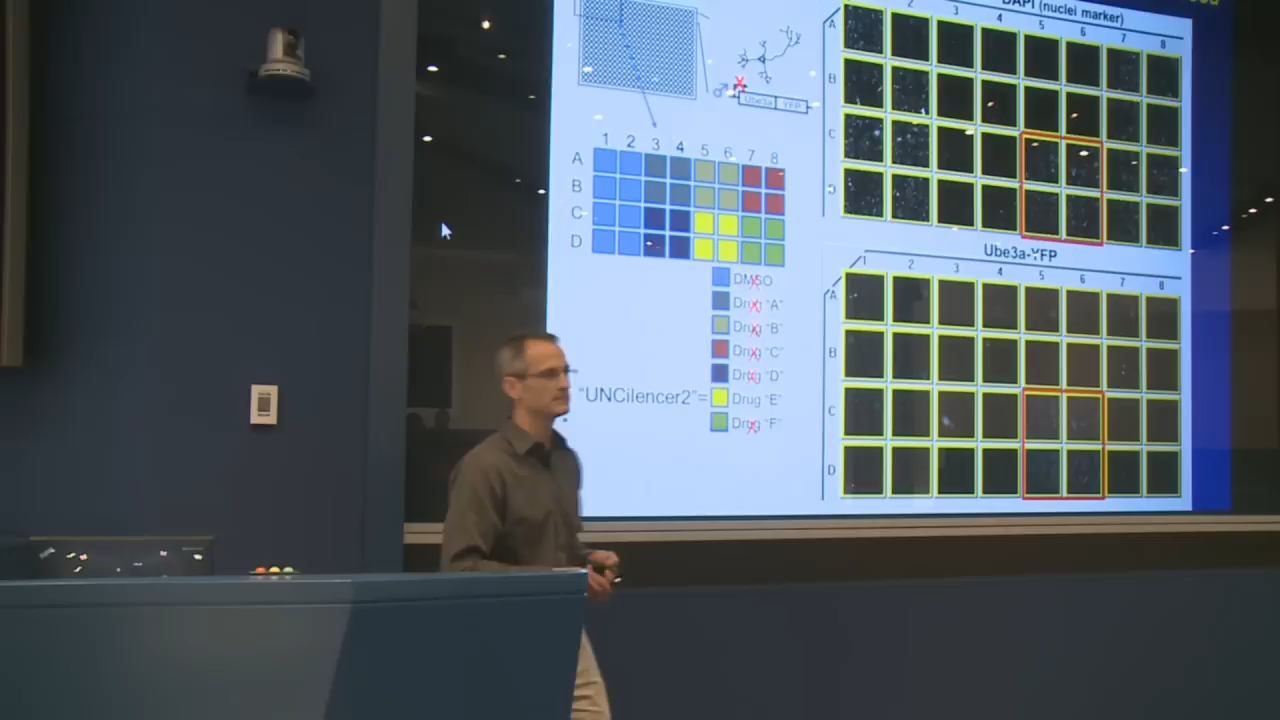 DAPI (nuclei marker)
2 3 4 5 6 7 8
A
B
C
D
Ube3a YFP
1 2 3 4 5 6 7 8
A
B
C
D
DMSO
Drug "A"
Drug "B"
Drug "C"
Drug "D"
"UNCilencer2"= Drug "E"
Drug "F"
Ube3a-YFP
1 2 3 4 5 6 7 8
A
B
C
D